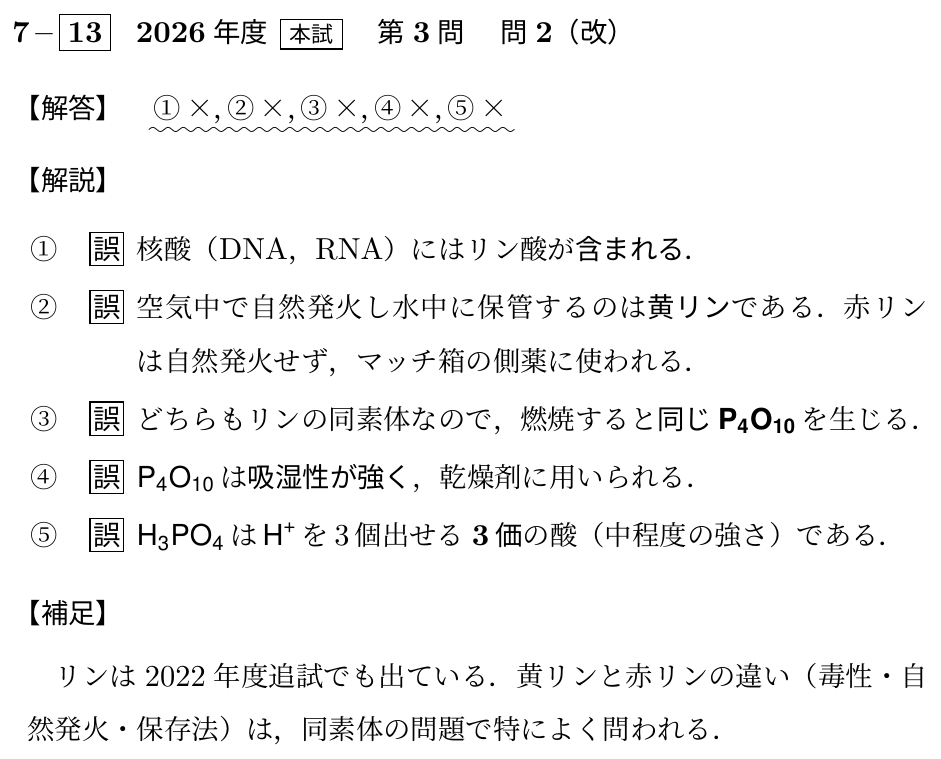 7－13 2026 年度 本試 第 3 問 問 2（改）
【解答】 ① ×, ② ×, ③ ×, ④ ×, ⑤ ×
【解説】
① 誤 核酸（DNA，RNA）にはリン酸が含まれる．
② 誤 空気中で自然発火し水中に保管するのは黄リンである．赤リン
は自然発火せず，マッチ箱の側薬に使われる．
③ 誤 どちらもリンの同素体なので，燃焼すると同じ P₄O₁₀ を生じる．
④ 誤 P₄O₁₀ は吸湿性が強く，乾燥剤に用いられる．
⑤ 誤 H₃PO₄ は H⁺ を 3 個出せる 3 価の酸（中程度の強さ）である．
【補足】
リンは 2022 年度追試でも出ている．黄リンと赤リンの違い（毒性・自
然発火・保存法）は，同素体の問題で特によく問われる．